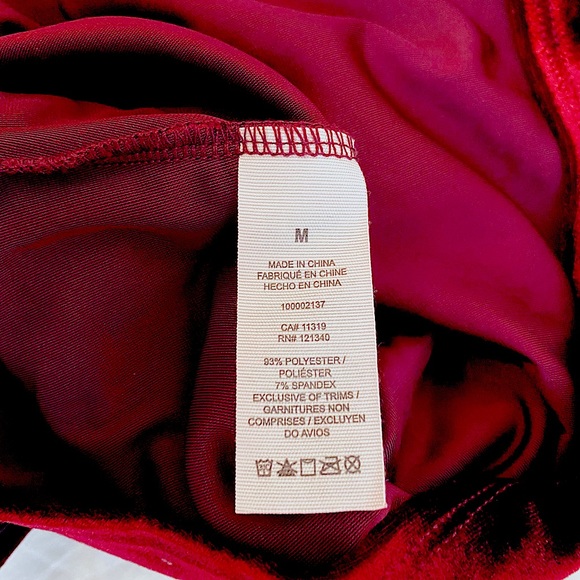 M
MADE IN CHINA
FABRIQUÉ EN CHINE
HECHO EN CHINA
100002137
CA# 11319
RN# 121340
93% POLYESTER /
POLIÉSTER
7% SPANDEX
EXCLUSIVE OF TRIMS /
GARNITURES NON
COMPRISES / EXCLUYEN
DO AVIOS